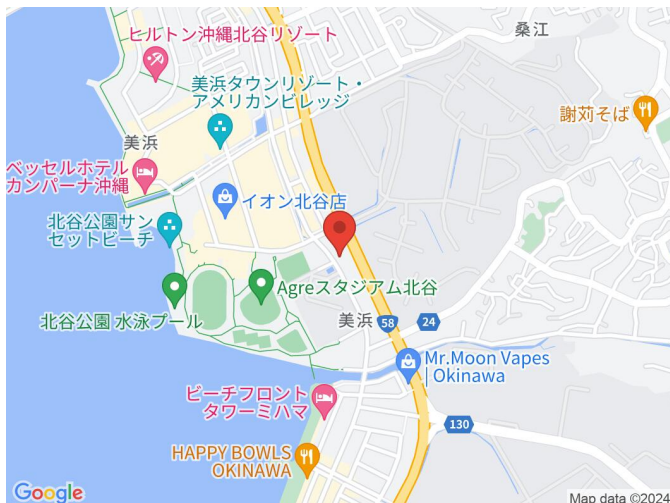 ヒルトン沖縄北谷リゾート
桑江
美浜タウンリゾート・
アメリカンビレッジ
謝苅そば
美浜
ベッセルホテル
カンパーナ沖縄
イオン北谷店
北谷公園サン
セットビーチ
Agreスタジアム北谷
北谷公園 水泳プール
美浜
58
24
Mr.Moon Vapes
| Okinawa
ビーチフロント
タワーミハマ
130
HAPPY BOWLS
OKINAWA
Google
Map data ©2024